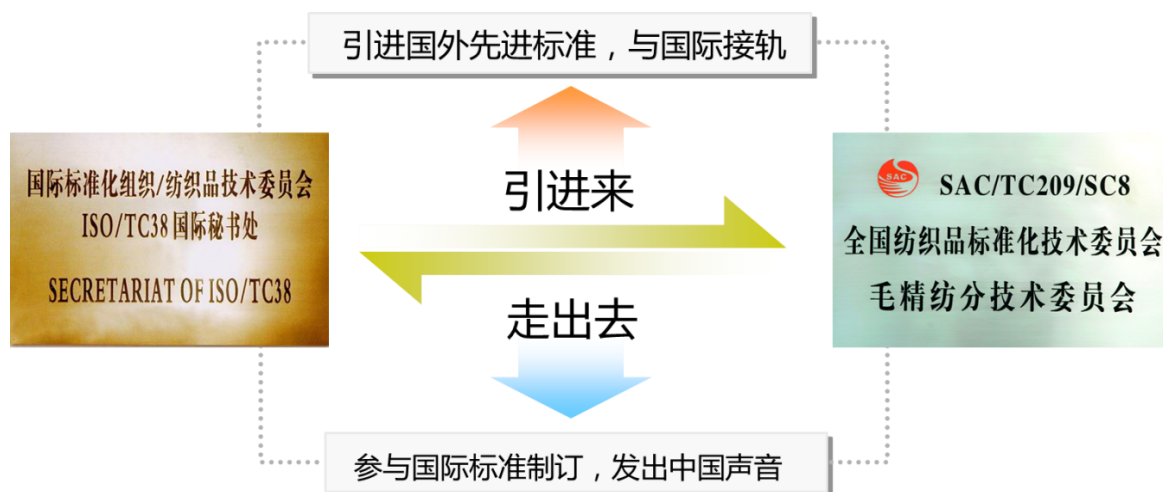 引进国外先进标准，与国际接轨
国际标准化组织/纺织品技术委员会
ISO/TC38国际秘书处
SECRETARIAT OF ISO/TC38
引进来
走出去
SAC
SAC/TC209/SC8
全国纺织品标准化技术委员会
毛精纺分技术委员会
参与国际标准制订，发出中国声音